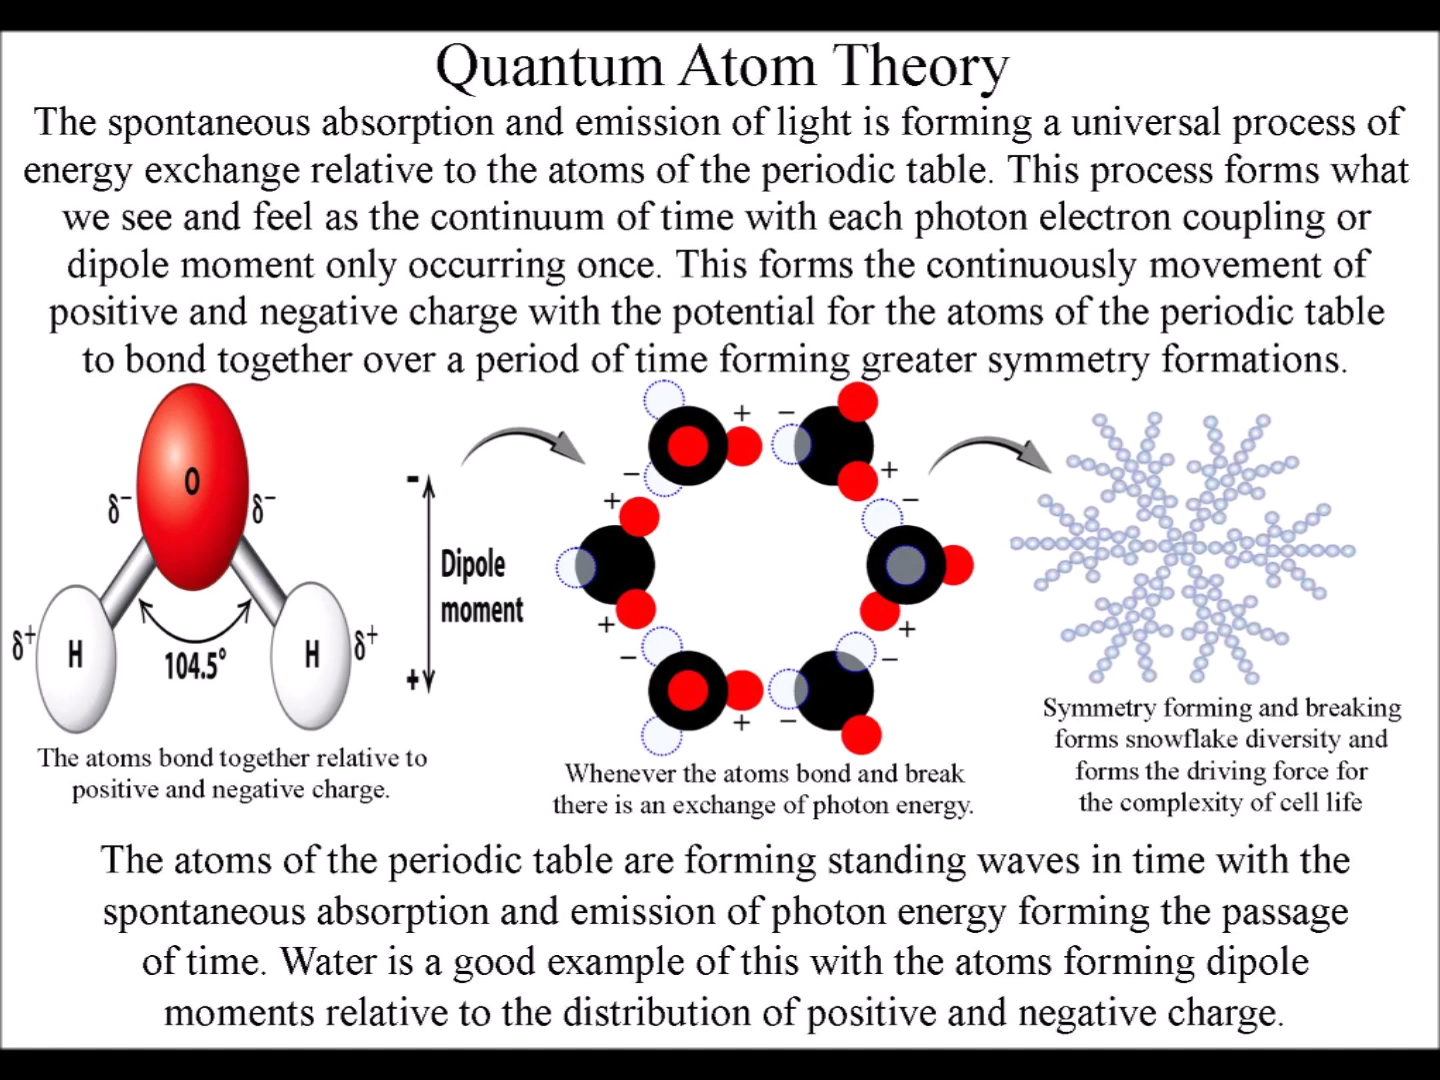 Quantum Atom Theory
The spontaneous absorption and emission of light is forming a universal process of
energy exchange relative to the atoms of the periodic table. This process forms what
we see and feel as the continuum of time with each photon electron coupling or
dipole moment only occurring once. This forms the continuously movement of
positive and negative charge with the potential for the atoms of the periodic table
to bond together over a period of time forming greater symmetry formations.
O
δ−
δ−
H
H
δ+
δ+
104.5°
-
Dipole
moment
+
The atoms bond together relative to
positive and negative charge.
+
−
−
+
+
−
+
−
+
−
+
−
−
Whenever the atoms bond and break
there is an exchange of photon energy.
Symmetry forming and breaking
forms snowflake diversity and
forms the driving force for
the complexity of cell life
The atoms of the periodic table are forming standing waves in time with the
spontaneous absorption and emission of photon energy forming the passage
of time. Water is a good example of this with the atoms forming dipole
moments relative to the distribution of positive and negative charge.